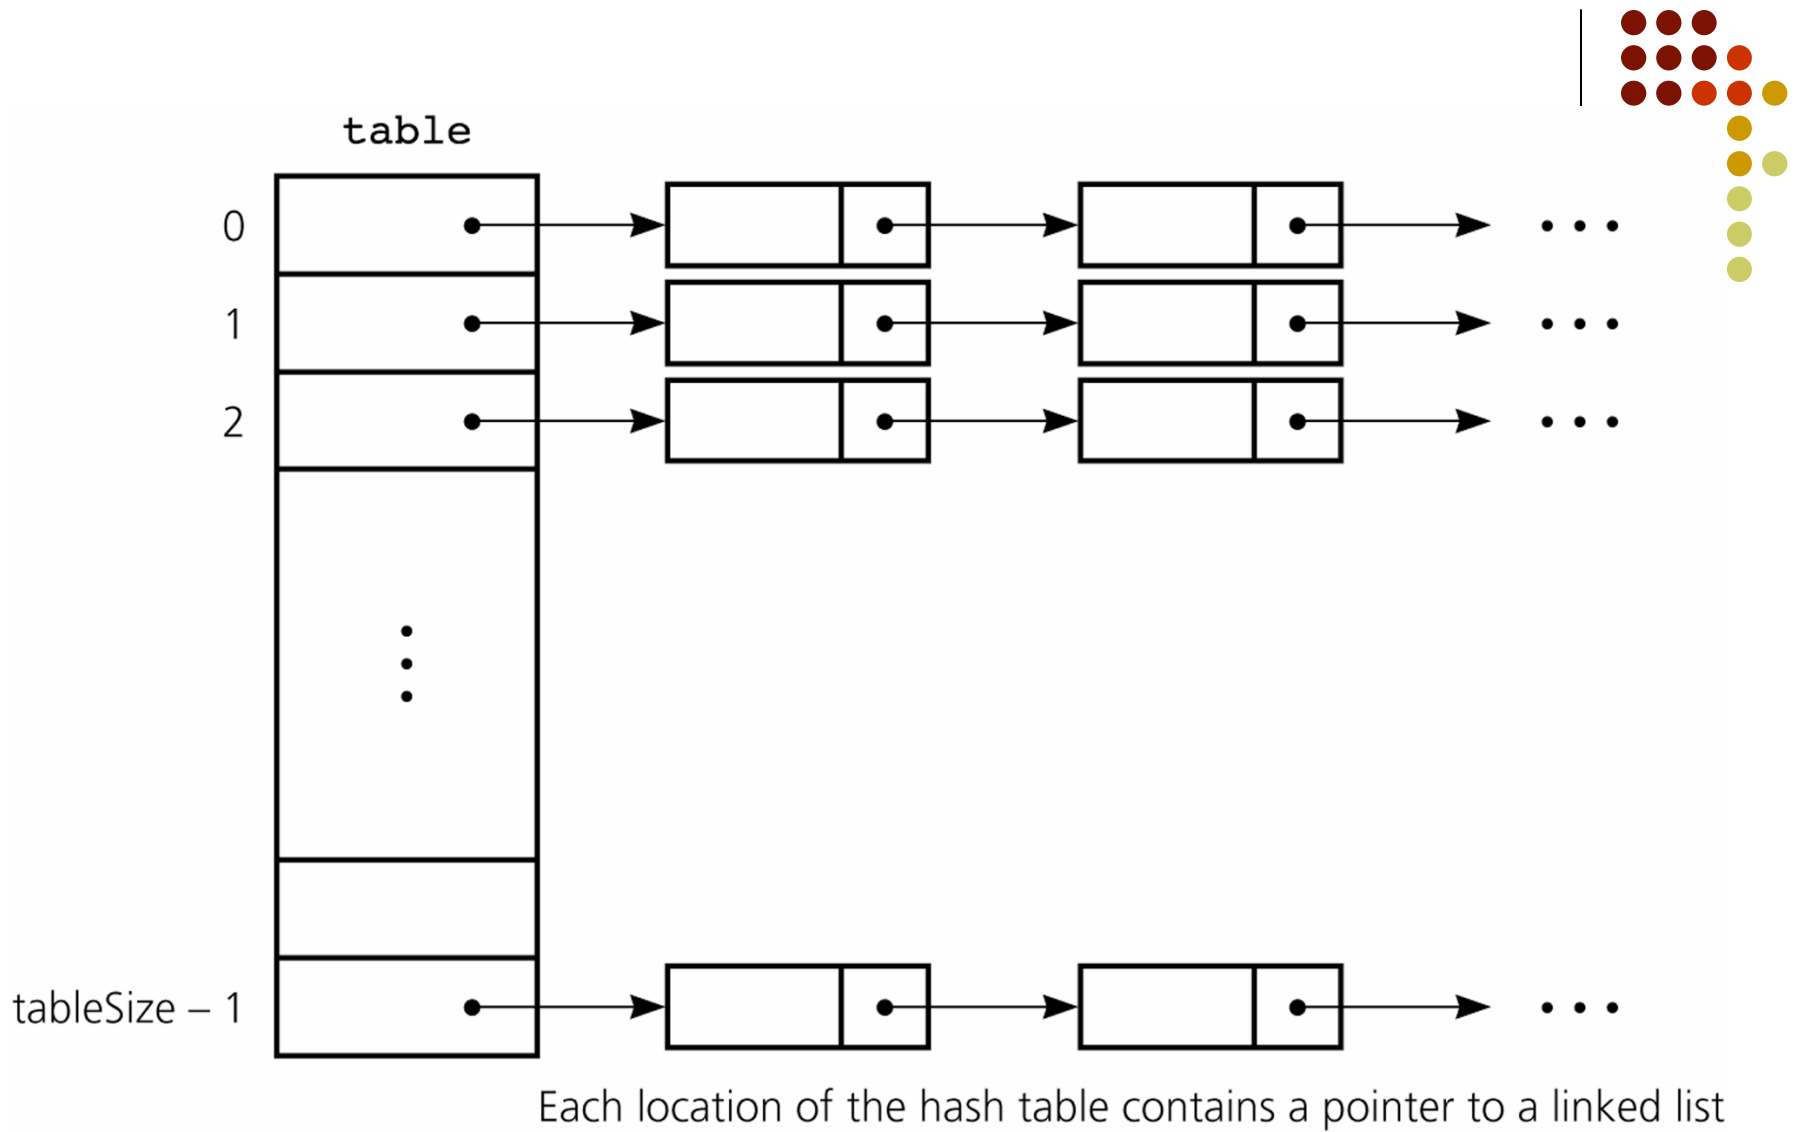 table
0
1
2
tableSize – 1
Each location of the hash table contains a pointer to a linked list